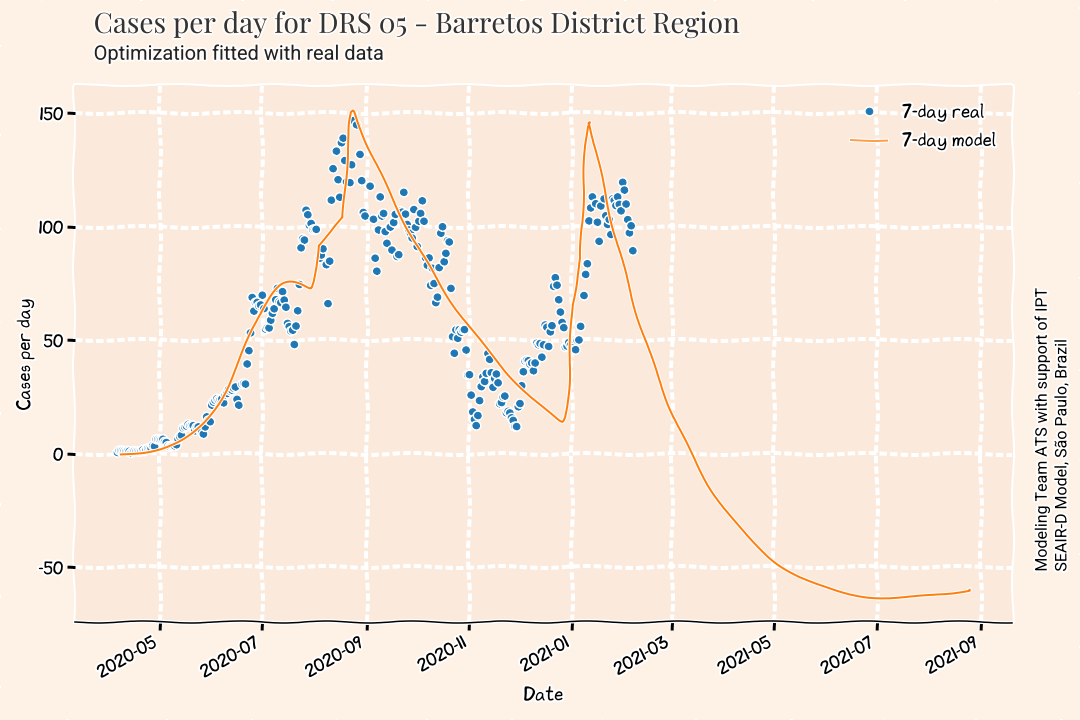 Cases per day for DRS 05 - Barretos District Region
Optimization fitted with real data
7-day real
7-day model
Cases per day
150
100
50
0
-50
2020-05
2020-07
2020-09
2020-11
2021-01
2021-03
2021-05
2021-07
2021-09
Date
Modeling Team ATS with support of IPT
SEAIR-D Model, São Paulo, Brazil